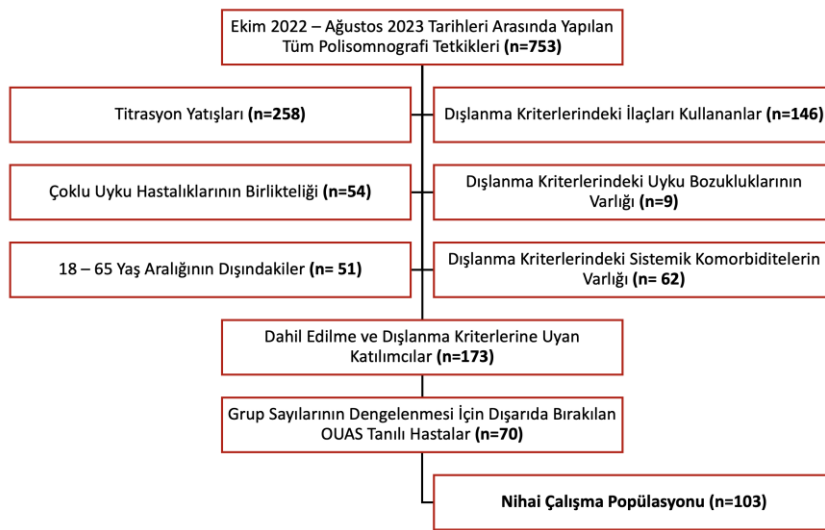 Ekim 2022 – Ağustos 2023 Tarihleri Arasında Yapılan
Tüm Polisomnografi Tetkikleri (n=753)
Titrasyon Yatışları (n=258)
Dışlanma Kriterlerindeki İlaçları Kullananlar (n=146)
Çoklu Uyku Hastalıklarının Birlikteliği (n=54)
Dışlanma Kriterlerindeki Uyku Bozukluklarının
Varlığı (n=9)
18 – 65 Yaş Aralığının Dışındakiler (n= 51)
Dışlanma Kriterlerindeki Sistemik Komorbiditelerin
Varlığı (n= 62)
Dahil Edilme ve Dışlanma Kriterlerine Uyan
Katılımcılar (n=173)
Grup Sayılarının Dengelenmesi İçin Dışarıda Bırakılan
OUAS Tanılı Hastalar (n=70)
Nihai Çalışma Popülasyonu (n=103)